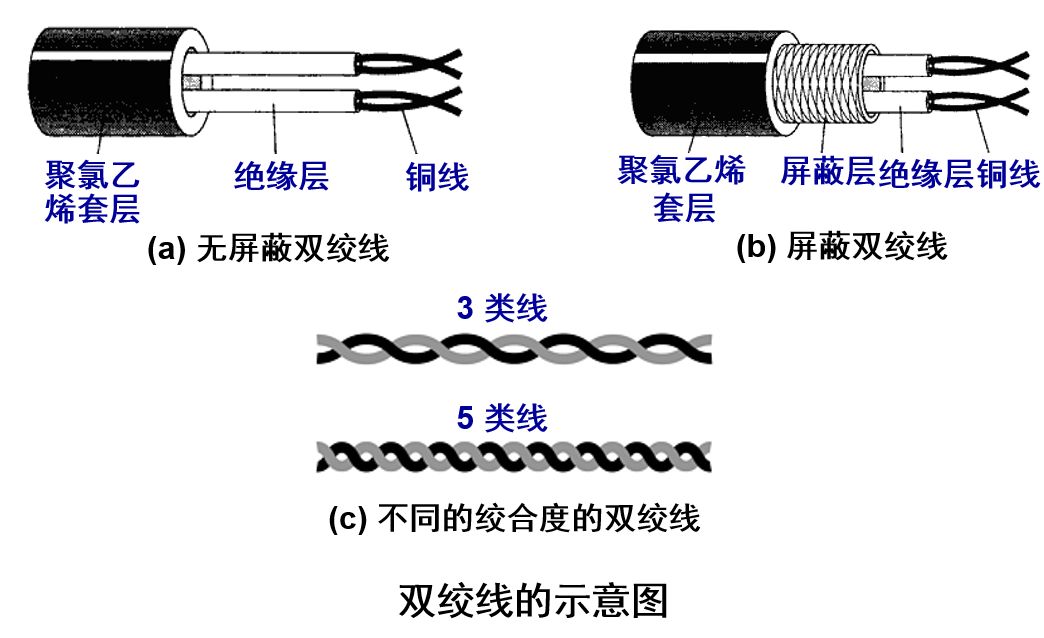 聚氯乙
烯套层
绝缘层
铜线
(a) 无屏蔽双绞线
聚氯乙烯
套层
屏蔽层
绝缘层
铜线
(b) 屏蔽双绞线
3 类线
5 类线
(c) 不同的绞合度的双绞线
双绞线的示意图